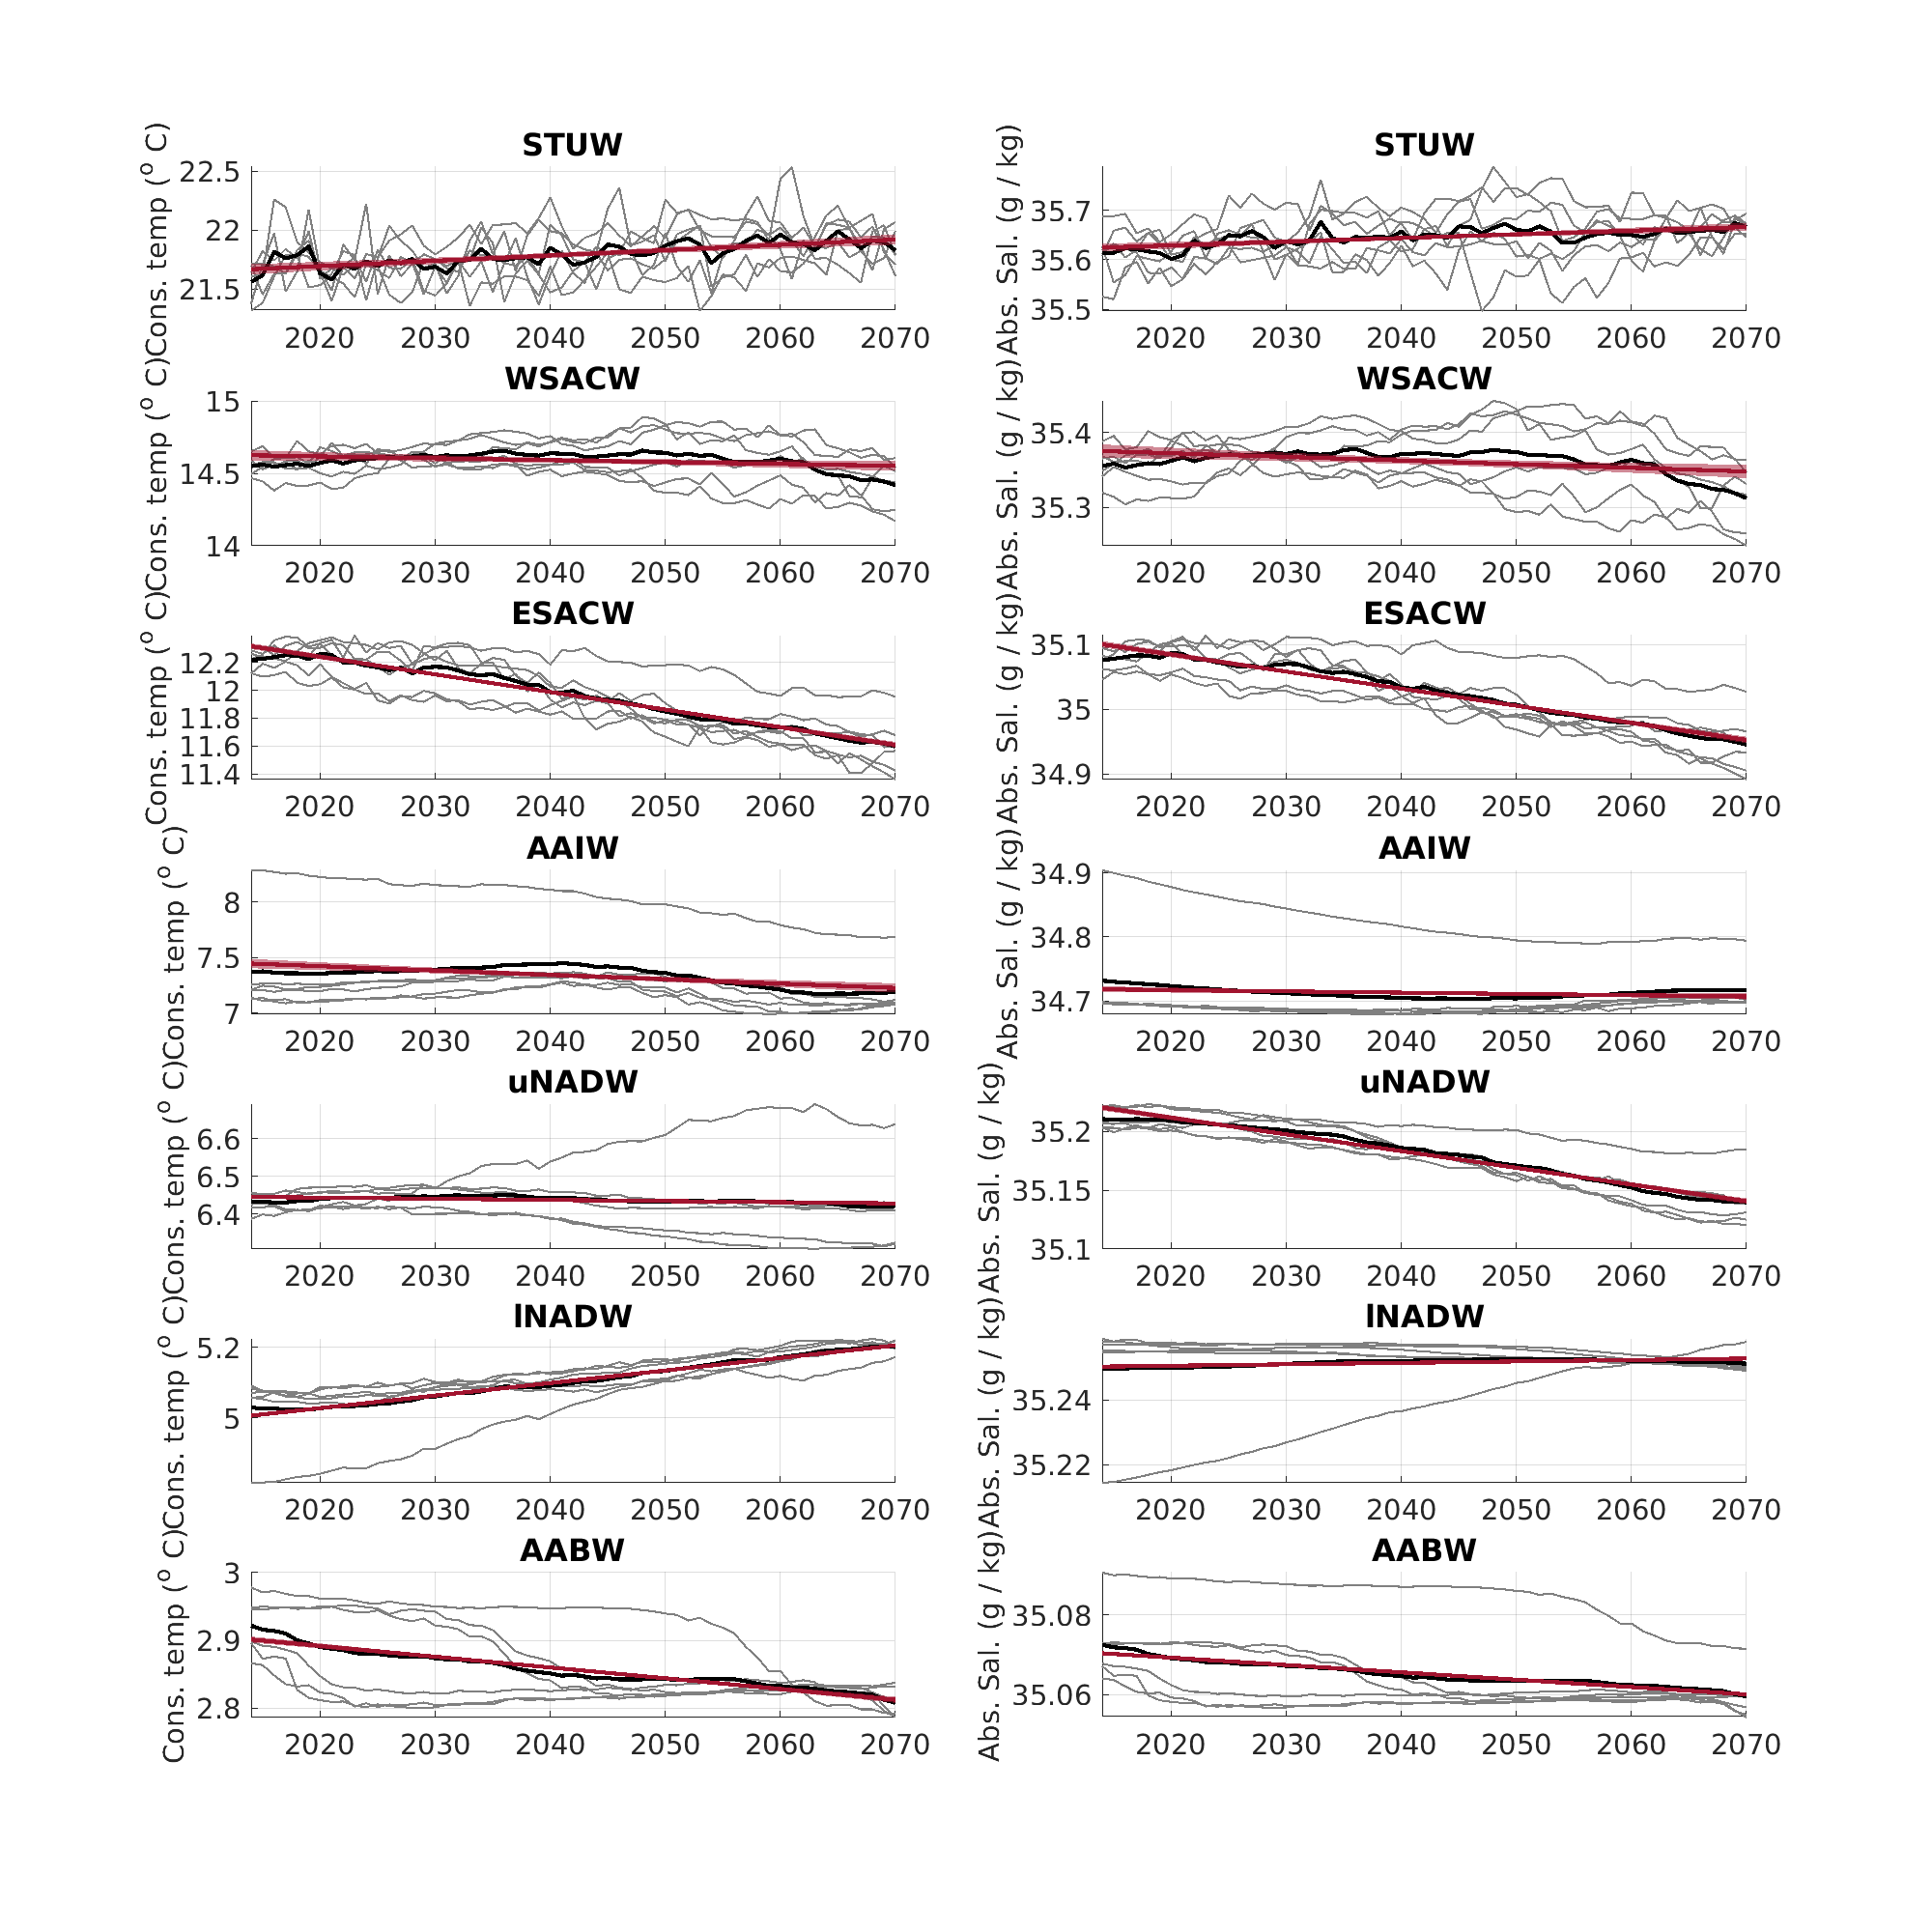 STUW
Cons. temp (° C)
22.5
22
21.5
2020 2030 2040 2050 2060 2070
STUW
Abs. Sal. (g / kg)
35.7
35.6
35.5
2020 2030 2040 2050 2060 2070
WSACW
Cons. temp (° C)
15
14.5
14
2020 2030 2040 2050 2060 2070
WSACW
Abs. Sal. (g / kg)
35.4
35.3
2020 2030 2040 2050 2060 2070
ESACW
Cons. temp (° C)
12.2
12
11.8
11.6
11.4
2020 2030 2040 2050 2060 2070
ESACW
Abs. Sal. (g / kg)
35.1
35
34.9
2020 2030 2040 2050 2060 2070
AAIW
Cons. temp (° C)
8
7.5
7
2020 2030 2040 2050 2060 2070
AAIW
Abs. Sal. (g / kg)
34.9
34.8
34.7
2020 2030 2040 2050 2060 2070
uNADW
Cons. temp (° C)
6.6
6.5
6.4
2020 2030 2040 2050 2060 2070
uNADW
Abs. Sal. (g / kg)
35.2
35.15
35.1
2020 2030 2040 2050 2060 2070
lNADW
Cons. temp (° C)
5.2
5
2020 2030 2040 2050 2060 2070
lNADW
Abs. Sal. (g / kg)
35.24
35.22
2020 2030 2040 2050 2060 2070
AABW
Cons. temp (° C)
3
2.9
2.8
2020 2030 2040 2050 2060 2070
AABW
Abs. Sal. (g / kg)
35.08
35.06
2020 2030 2040 2050 2060 2070